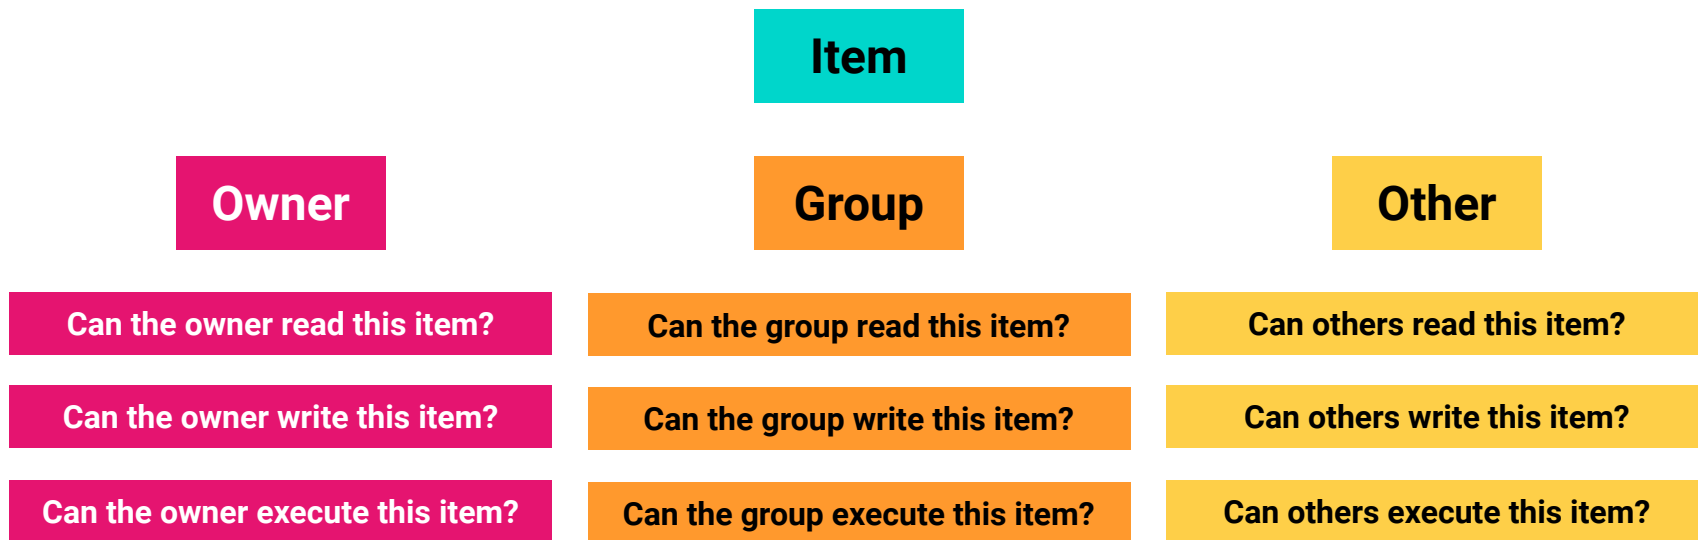 Item
Owner
Group
Other
Can the owner read this item?
Can the group read this item?
Can others read this item?
Can the owner write this item?
Can the group write this item?
Can others write this item?
Can the owner execute this item?
Can the group execute this item?
Can others execute this item?